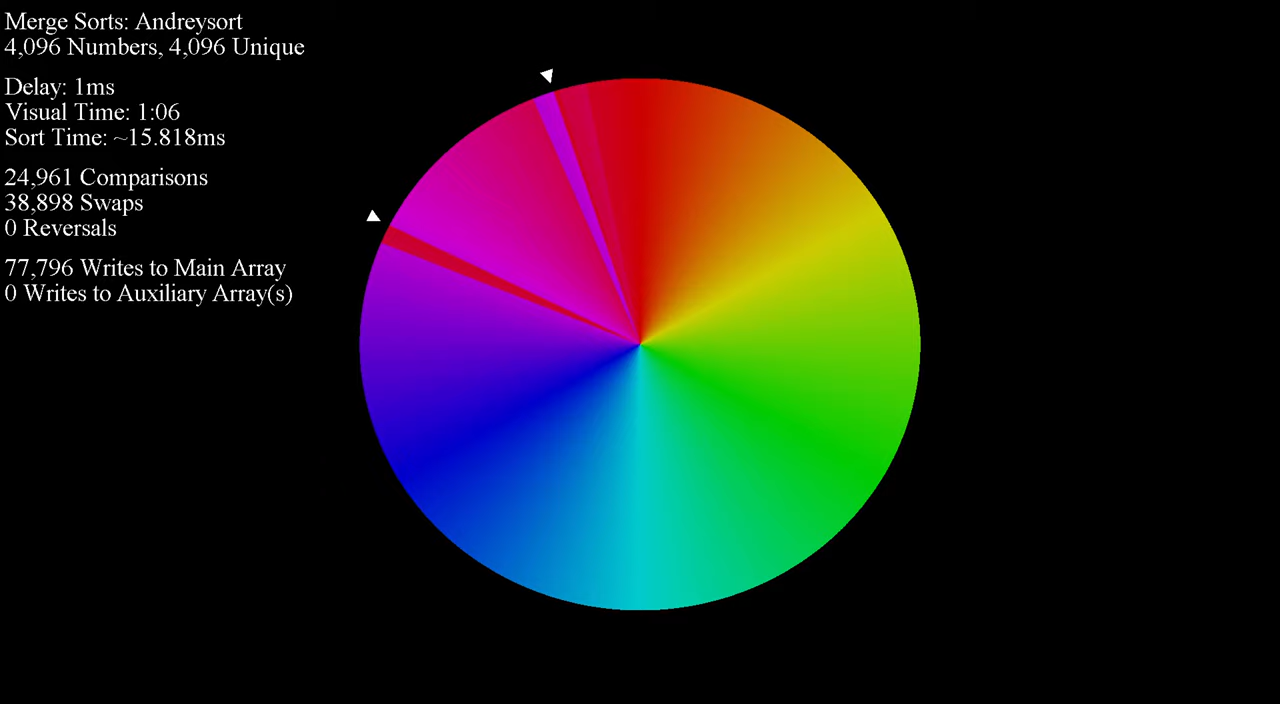 Merge Sorts: Andreysort
4,096 Numbers, 4,096 Unique
Delay: 1ms
Visual Time: 1:06
Sort Time: ~15.818ms
24,961 Comparisons
38,898 Swaps
0 Reversals
77,796 Writes to Main Array
0 Writes to Auxiliary Array(s)